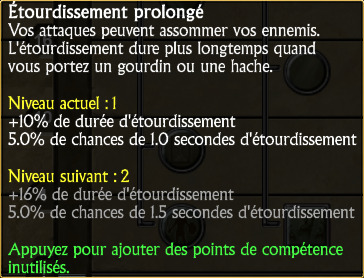 Étourdissement prolongé
Vos attaques peuvent assommer vos ennemis.
L'étourdissement dure plus longtemps quand
vous portez un gourdin ou une hache.
Niveau actuel : 1
+10% de durée d'étourdissement
5.0% de chances de 1.0 secondes d'étourdissement
Niveau suivant : 2
+16% de durée d'étourdissement
5.0% de chances de 1.5 secondes d'étourdissement
Appuyez pour ajouter des points de compétence
inutilisés.